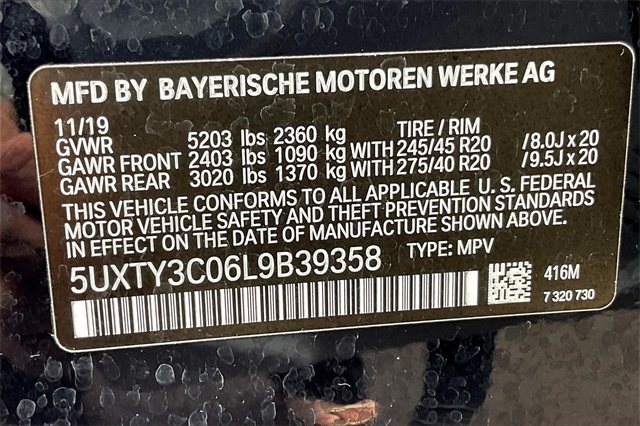 MFD BY BAYERISCHE MOTOREN WERKE AG
11/19 TIRE / RIM
GVWR 5203 lbs 2360 kg
GAWR FRONT 2403 lbs 1090 kg WITH 245/45 R20 /8.0J x 20
GAWR REAR 3020 lbs 1370 kg WITH 275/40 R20 /9.5J x 20
THIS VEHICLE CONFORMS TO ALL APPLICABLE U. S. FEDERAL
MOTOR VEHICLE SAFETY AND THEFT PREVENTION STANDARDS
IN EFFECT ON THE DATE OF MANUFACTURE SHOWN ABOVE.
5UXTY3C06L9B39358 TYPE: MPV
416M
7 320 730